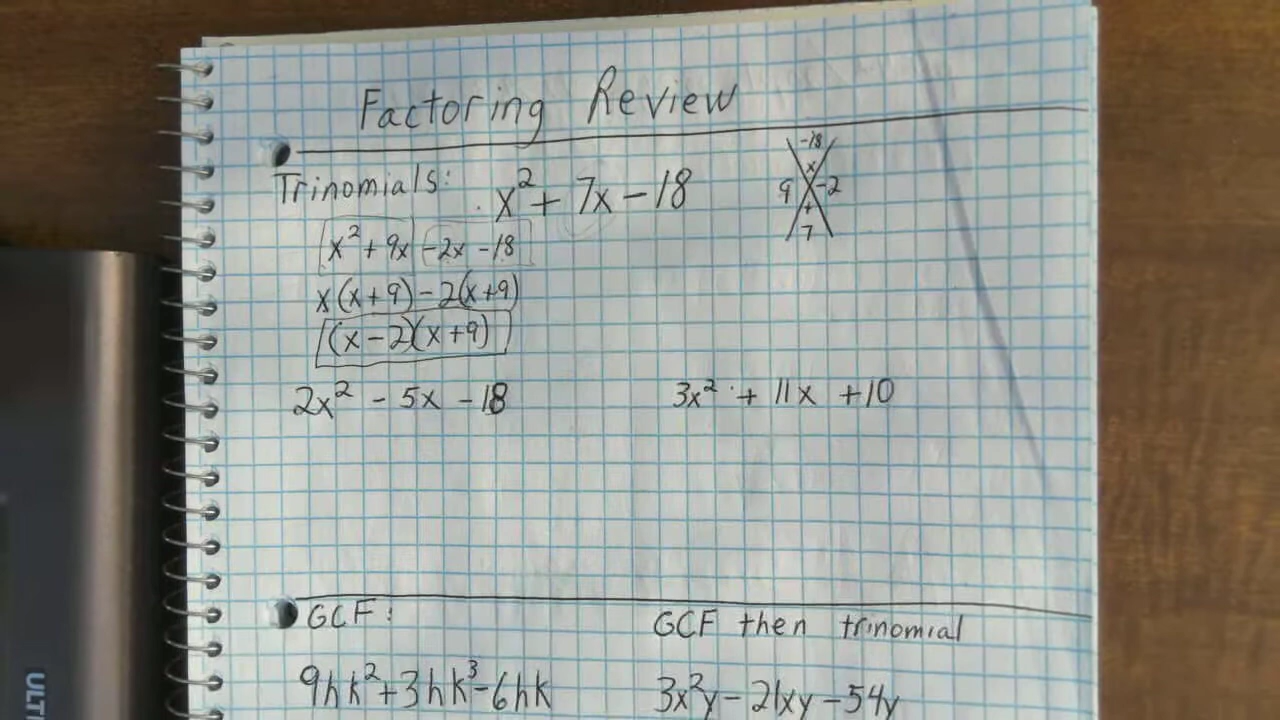 Factoring Review
Trinomials: x² + 7x - 18
-18
x
9 -2
+
7
x² + 9x - 2x - 18
x(x+9) - 2(x+9)
(x-2)(x+9)
2x² - 5x - 18
3x² + 11x + 10
GCF:
GCF then trinomial
9hk² + 3hk³ - 6hk
3x²y - 21xy - 54y
ULT